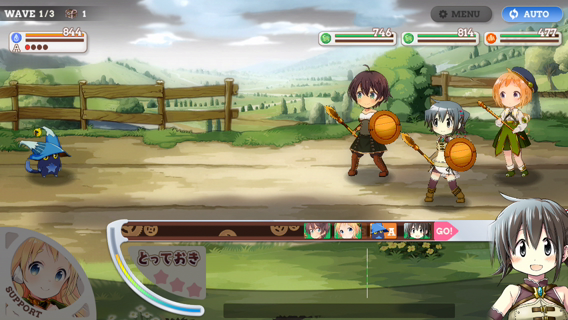 WAVE 1/3 1
MENU
AUTO
844
746
814
477
A
GO!
とっておき
SUPPORT